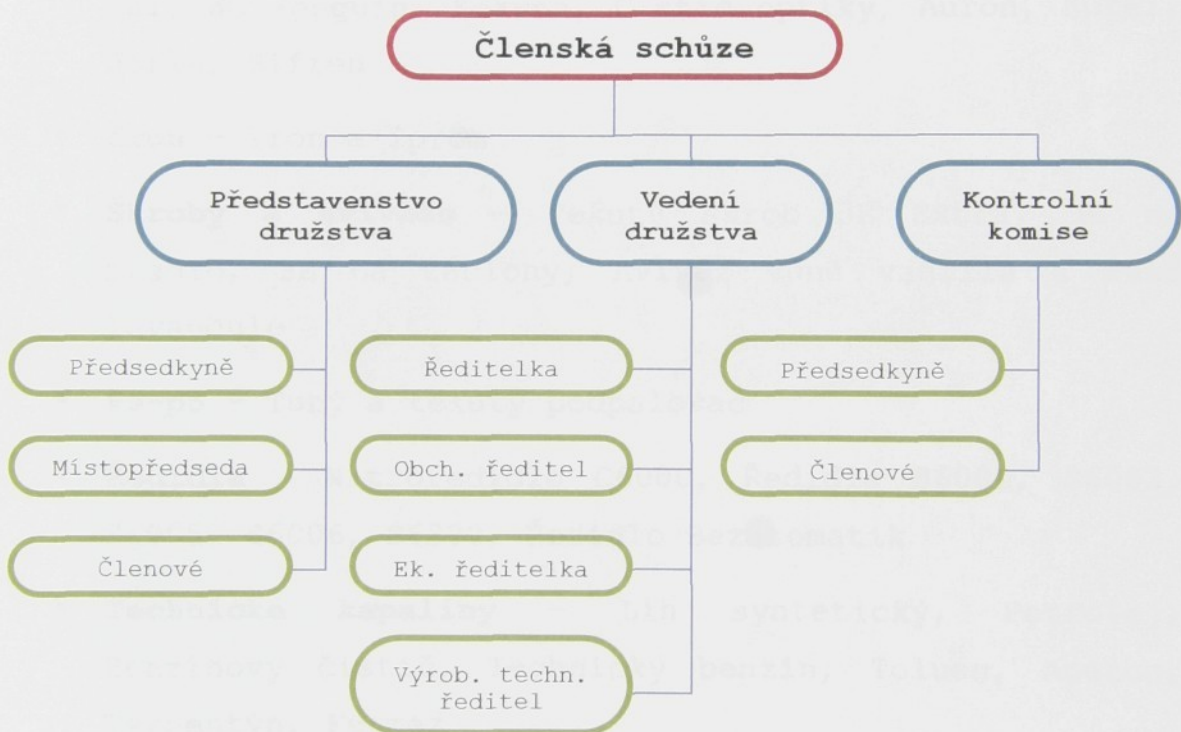 Členská schůze
Představenstvo
družstva
Vedení
družstva
Kontrolní
komise
Předsedkyně
Místopředseda
Členové
Ředitelka
Obch. ředitel
Ek. ředitelka
Výrob. techn.
ředitel
Předsedkyně
Členové